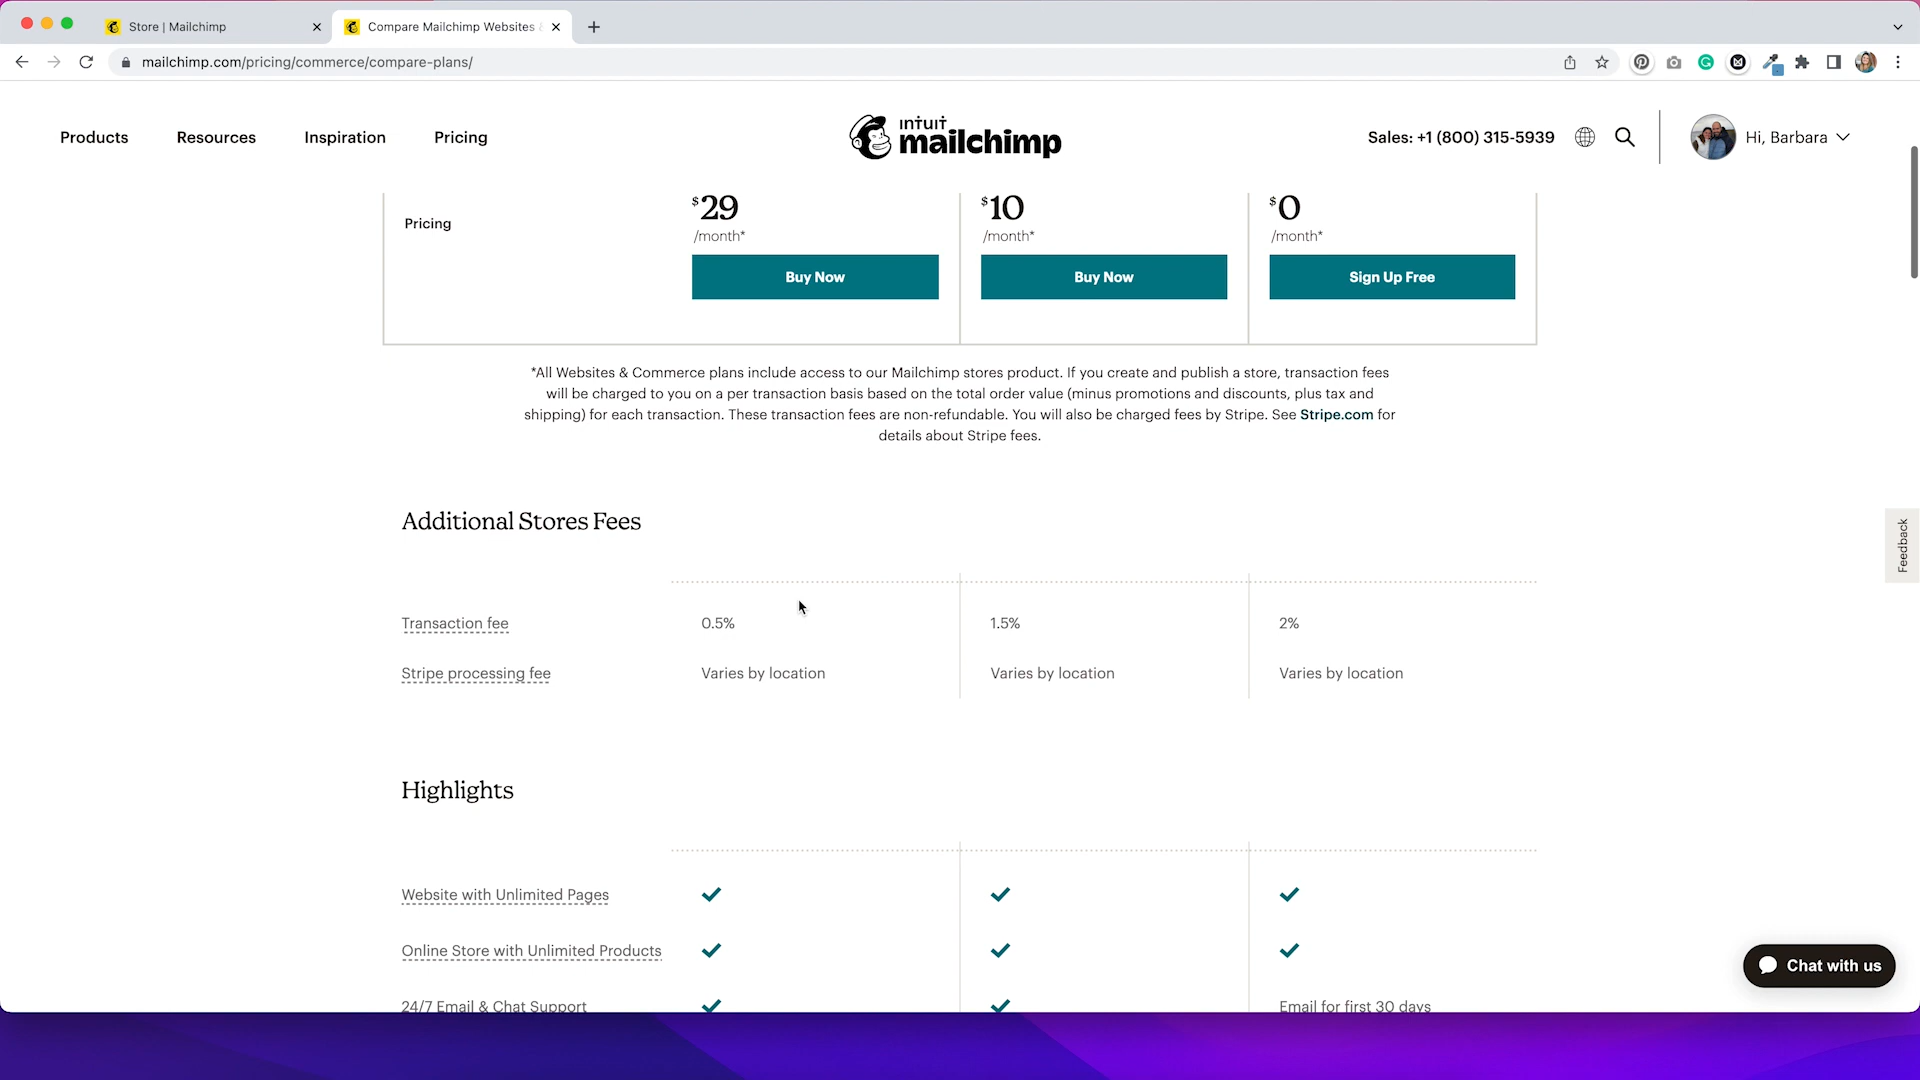 Store | Mailchimp
Compare Mailchimp Websites
mailchimp.com/pricing/commerce/compare-plans/
Products
Resources
Inspiration
Pricing
intuit
mailchimp
Sales: +1 (800) 315-5939
Hi, Barbara
Pricing
$29
/month*
Buy Now
$10
/month*
Buy Now
$0
/month*
Sign Up Free
*All Websites & Commerce plans include access to our Mailchimp stores product. If you create and publish a store, transaction fees
will be charged to you on a per transaction basis based on the total order value (minus promotions and discounts, plus tax and
shipping) for each transaction. These transaction fees are non-refundable. You will also be charged fees by Stripe. See Stripe.com for
details about Stripe fees.
Additional Stores Fees
Transaction fee
0.5%
1.5%
2%
Stripe processing fee
Varies by location
Varies by location
Varies by location
Highlights
Website with Unlimited Pages
Online Store with Unlimited Products
24/7 Email & Chat Support
Email for first 30 days
Feedback
Chat with us